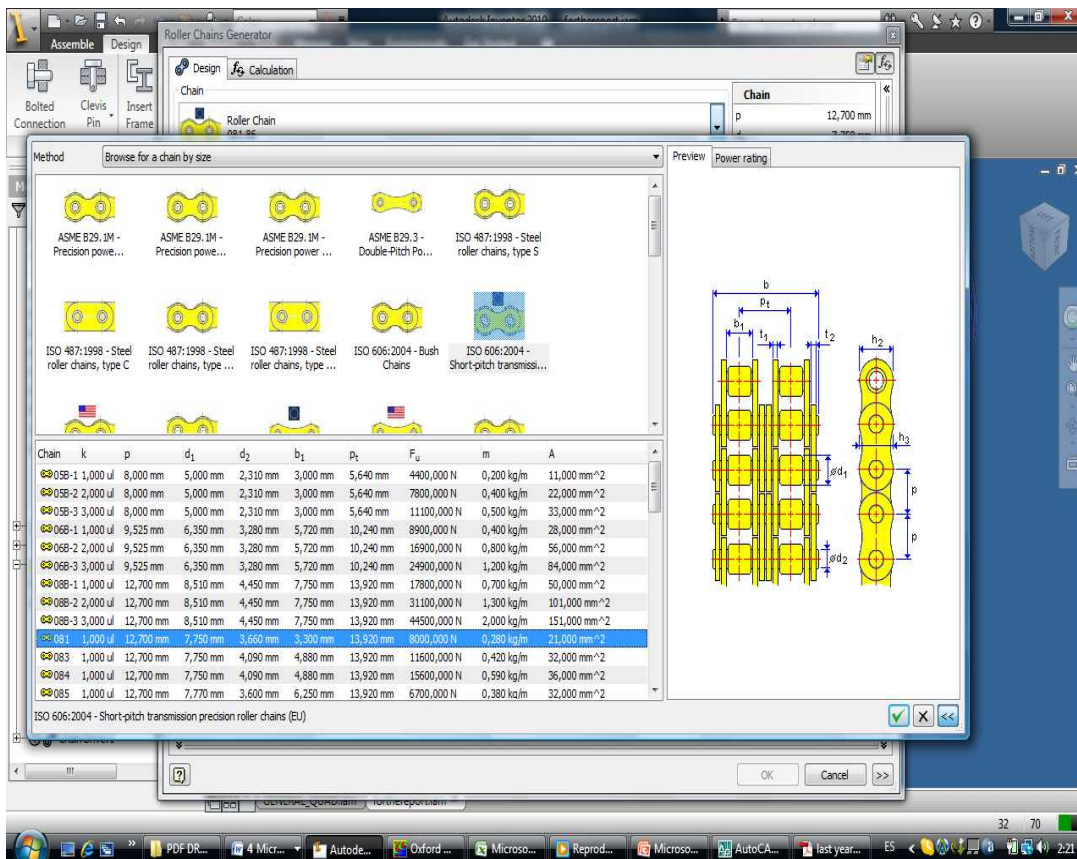 Assemble Design
Roller Chains Generator
Bolted Connection
Clevis Pin
Insert Frame
Design
fG Calculation
Chain
Roller Chain
Chain
p 12,700 mm
Method Browse for a chain by size
Preview Power rating
ASME B29.1M - Precision powe...
ASME B29.1M - Precision powe...
ASME B29.1M - Precision power ...
ASME B29.3 - Double-Pitch Po...
ISO 487:1998 - Steel roller chains, type S
ISO 487:1998 - Steel roller chains, type C
ISO 487:1998 - Steel roller chains, type ...
ISO 487:1998 - Steel roller chains, type ...
ISO 606:2004 - Bush Chains
ISO 606:2004 - Short-pitch transmissi...
Chain k p d1 d2 b1 pt Fu m A
05B-1 1,000 ul 8,000 mm 5,000 mm 2,310 mm 3,000 mm 5,640 mm 4400,000 N 0,200 kg/m 11,000 mm^2
05B-2 2,000 ul 8,000 mm 5,000 mm 2,310 mm 3,000 mm 5,640 mm 7800,000 N 0,400 kg/m 22,000 mm^2
05B-3 3,000 ul 8,000 mm 5,000 mm 2,310 mm 3,000 mm 5,640 mm 11100,000 N 0,500 kg/m 33,000 mm^2
06B-1 1,000 ul 9,525 mm 6,350 mm 3,280 mm 5,720 mm 10,240 mm 8900,000 N 0,400 kg/m 28,000 mm^2
06B-2 2,000 ul 9,525 mm 6,350 mm 3,280 mm 5,720 mm 10,240 mm 16900,000 N 0,800 kg/m 56,000 mm^2
06B-3 3,000 ul 9,525 mm 6,350 mm 3,280 mm 5,720 mm 10,240 mm 24900,000 N 1,200 kg/m 84,000 mm^2
08B-1 1,000 ul 12,700 mm 8,510 mm 4,450 mm 7,750 mm 13,920 mm 17800,000 N 0,700 kg/m 50,000 mm^2
08B-2 2,000 ul 12,700 mm 8,510 mm 4,450 mm 7,750 mm 13,920 mm 31100,000 N 1,300 kg/m 101,000 mm^2
08B-3 3,000 ul 12,700 mm 8,510 mm 4,450 mm 7,750 mm 13,920 mm 44500,000 N 2,000 kg/m 151,000 mm^2
081 1,000 ul 12,700 mm 7,750 mm 3,660 mm 3,300 mm 13,920 mm 8000,000 N 0,280 kg/m 21,000 mm^2
083 1,000 ul 12,700 mm 7,750 mm 4,090 mm 4,880 mm 13,920 mm 11600,000 N 0,420 kg/m 32,000 mm^2
084 1,000 ul 12,700 mm 7,750 mm 4,090 mm 4,880 mm 13,920 mm 15600,000 N 0,590 kg/m 36,000 mm^2
085 1,000 ul 12,700 mm 7,770 mm 3,600 mm 6,250 mm 13,920 mm 6700,000 N 0,380 kg/m 32,000 mm^2
b
pt
b1 t1 t2 h2
h3
ød1
p
p
ød2
ISO 606:2004 - Short-pitch transmission precision roller chains (EU)
OK Cancel >>
GENERAL_QUAD.iam forthereport.iam
32 70
PDF DR... 4 Micr... Autode... Oxford ... Microso... Reprod... Microso... AutoCA... last year... ES 2:21